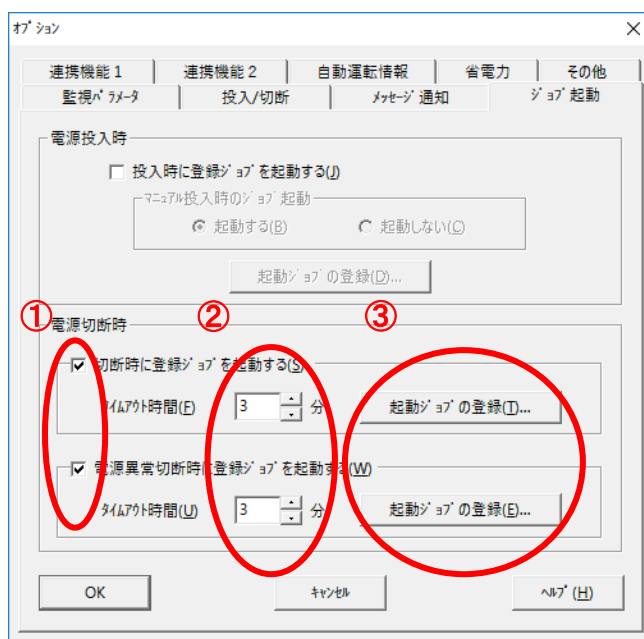 オプション
連携機能 1 連携機能 2 自動運転情報 省電力 その他
監視パラメータ 投入/切断 メッセージ通知 ジョブ起動
電源投入時
投入時に登録ジョブを起動する(J)
マニュアル投入時のジョブ起動
起動する(B) 起動しない(C)
起動ジョブの登録(D)...
① ② ③
電源切断時
切断時に登録ジョブを起動する(S)
タイムアウト時間(F) 3 分 起動ジョブの登録(T)...
電源異常切断時に登録ジョブを起動する(W)
タイムアウト時間(U) 3 分 起動ジョブの登録(E)...
OK キャンセル ヘルプ(H)